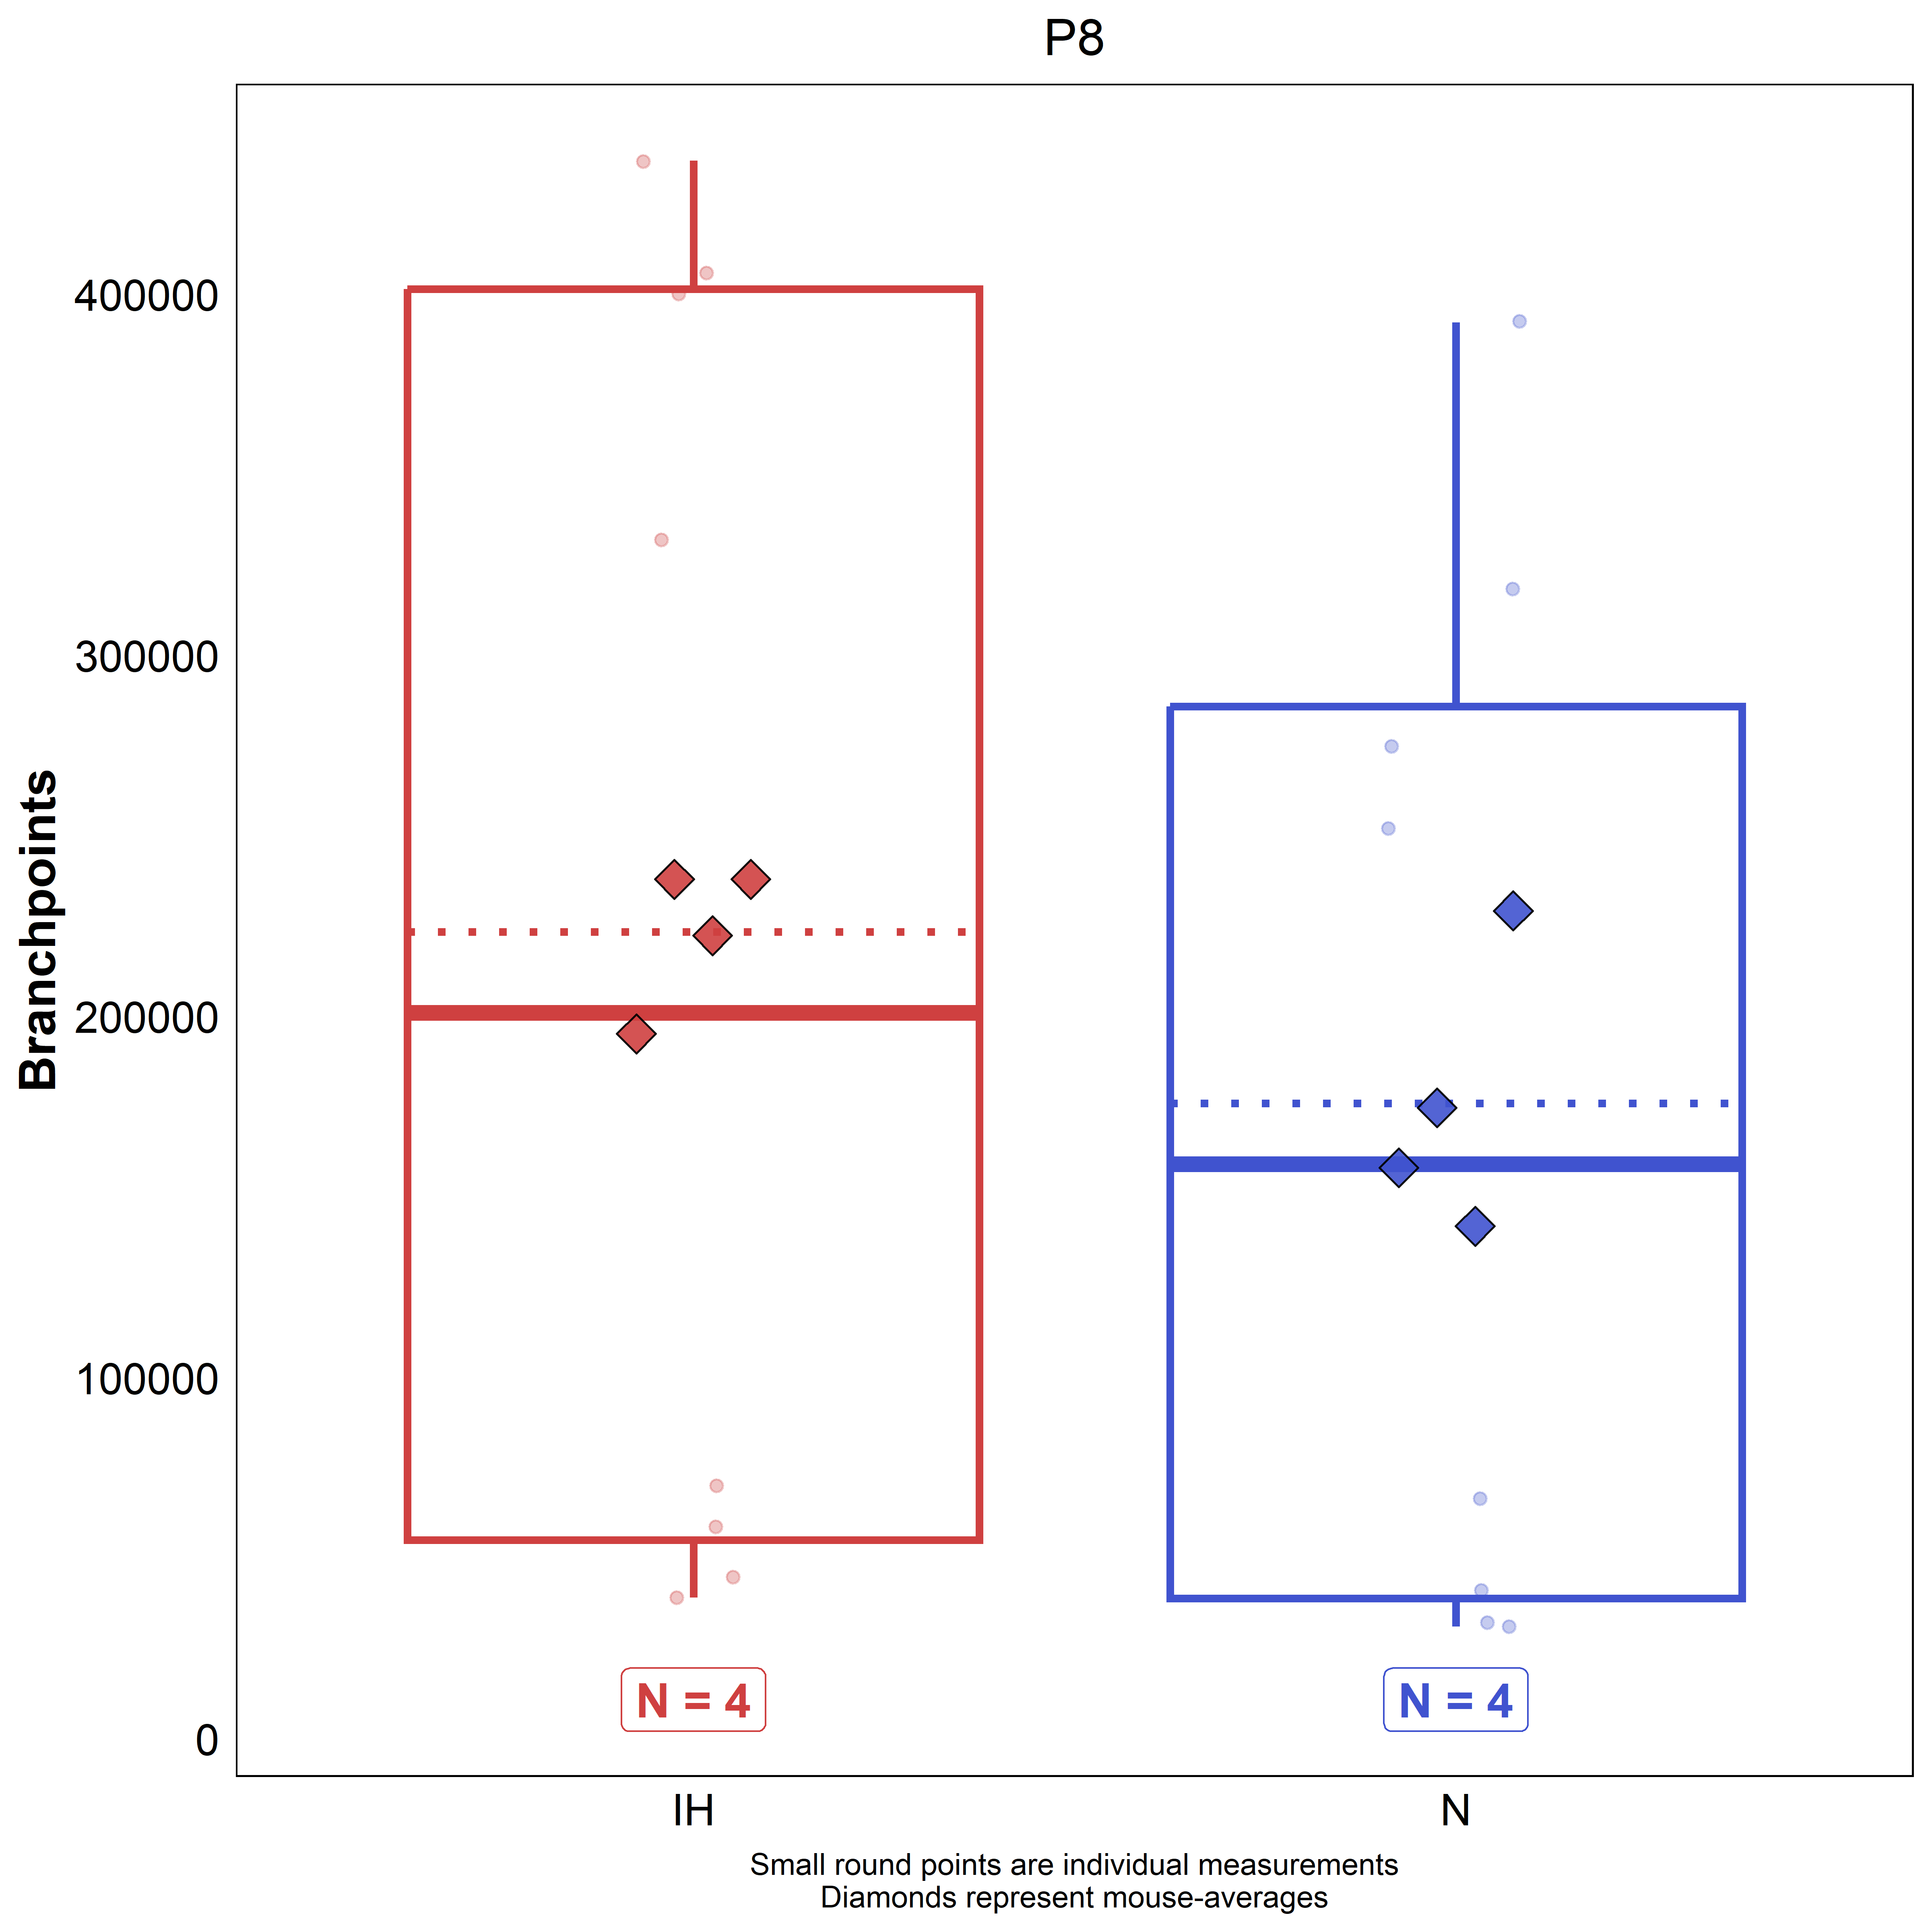 P8
Branchpoints
400000
300000
200000
100000
0
N = 4
N = 4
IH
N
Small round points are individual measurements
Diamonds represent mouse-averages